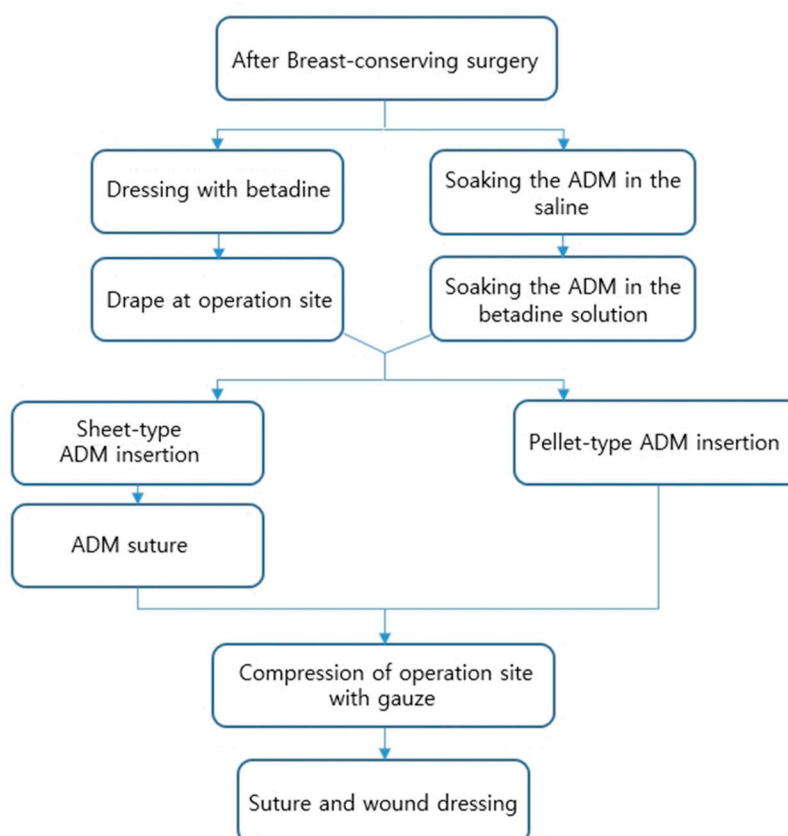 After Breast-conserving surgery
Dressing with betadine
Soaking the ADM in the
saline
Drape at operation site
Soaking the ADM in the
betadine solution
Sheet-type
ADM insertion
Pellet-type ADM insertion
ADM suture
Compression of operation site
with gauze
Suture and wound dressing